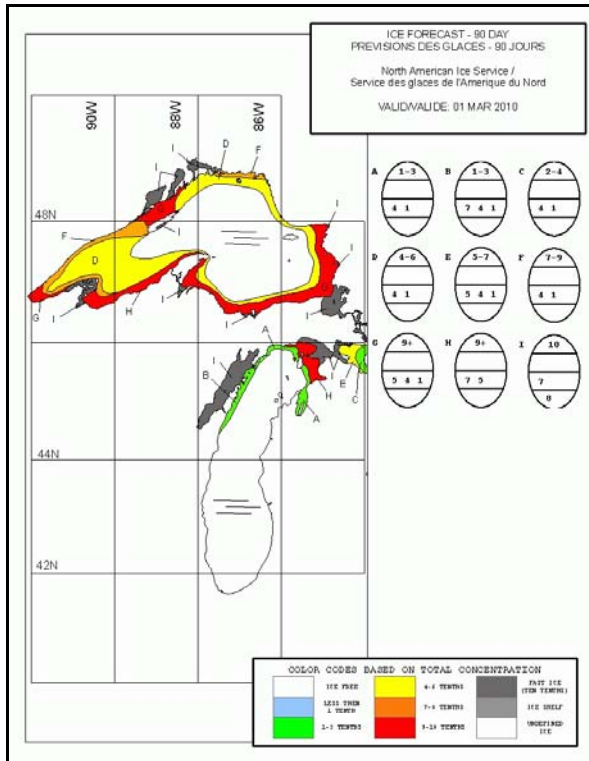 ICE FORECAST - 90 DAY
PREVISIONS DES GLACES - 90 JOURS
North American Ice Service /
Service des glaces de l'Amerique du Nord
VALID/VALIDE: 01 MAR 2010
90W
88W
86W
48N
44N
42N
I
D
F
I
I
F
I
I
D
I
G
I
H
I
I
A
I
B
I
E
H
C
A
A 1-3
4 1
B 1-3
7 4 1
C 2-4
4 1
D 4-6
4 1
E 5-7
5 4 1
F 7-9
4 1
G 9+
5 4 1
H 9+
7 5
I 10
7
8
COLOR CODES BASED ON TOTAL CONCENTRATION
ICE FREE
LESS THEN
1 TENTH
1-3 TENTHS
4-6 TENTHS
7-8 TENTHS
9-10 TENTHS
FAST ICE
(TEN TENTHS)
ICE SHELF
UNDEFINED
ICE